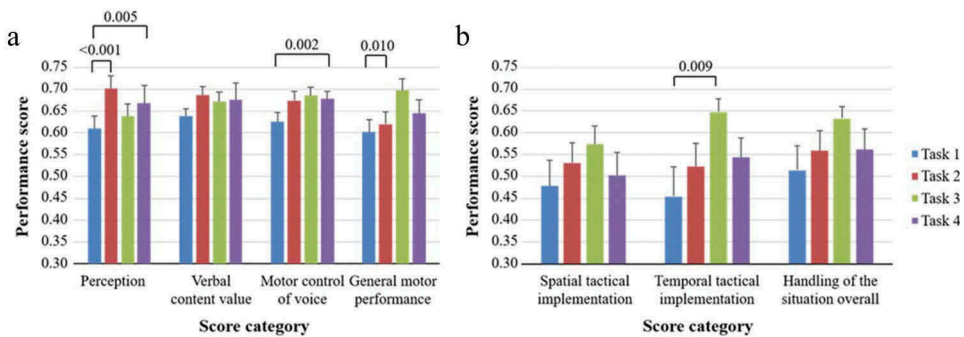 a
0.005
<0.001
0.002
0.010
0.75
0.70
0.65
0.60
0.55
0.50
0.45
0.40
0.35
0.30
Performance score
Perception
Verbal
content value
Motor control
of voice
General motor
performance
Score category
b
0.009
0.75
0.70
0.65
0.60
0.55
0.50
0.45
0.40
0.35
0.30
Performance score
Spatial tactical
implementation
Temporal tactical
implementation
Handling of the
situation overall
Score category
Task 1
Task 2
Task 3
Task 4